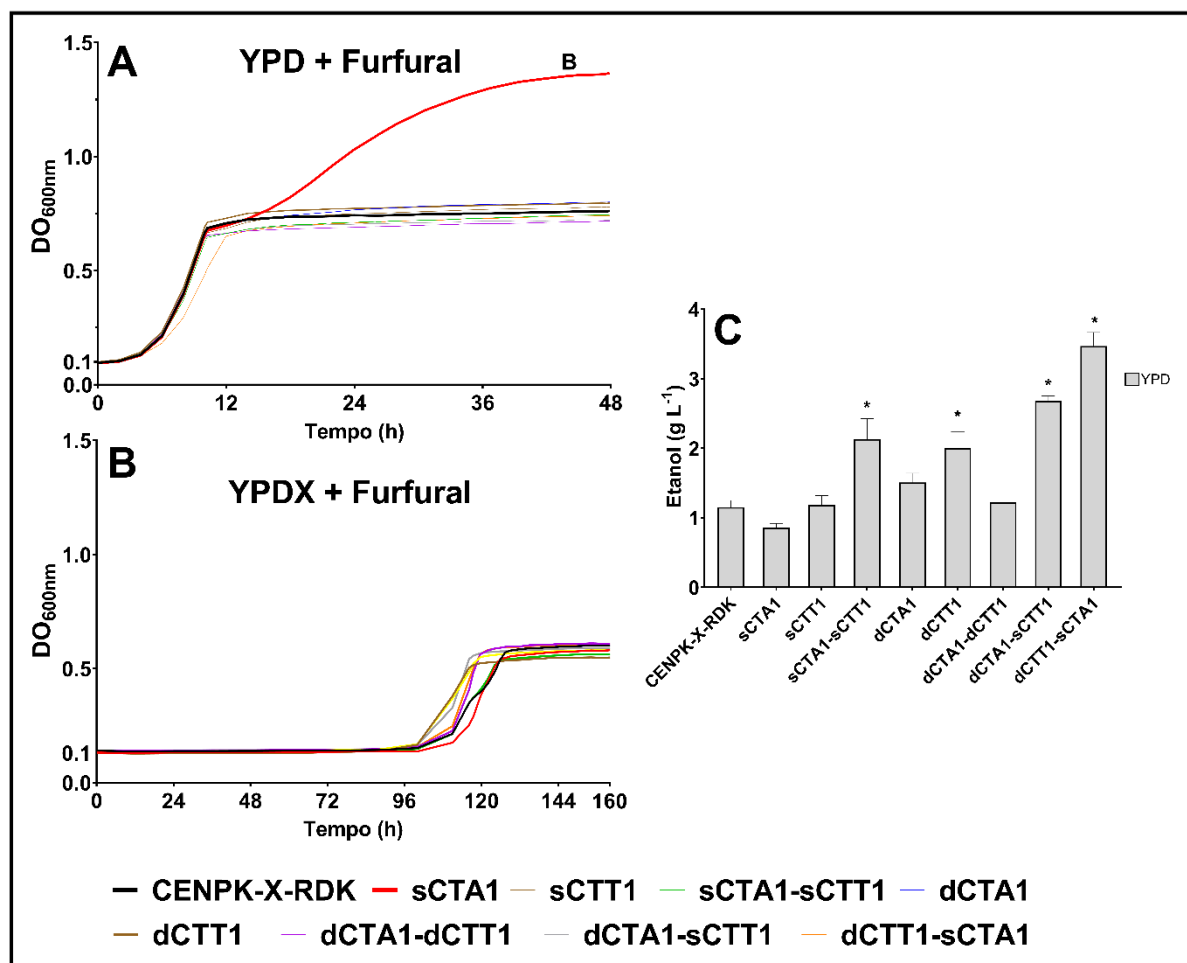 A
YPD + Furfural
B
1.5
1.0
0.5
0.1
0.0
DO600nm
0
12
24
36
48
Tempo (h)
B
YPDX + Furfural
1.5
1.0
0.5
0.1
0.0
DO600nm
0
24
48
72
96
120
144
160
Tempo (h)
C
4
3
2
1
0
Etanol (g L-1)
*
*
*
*
YPD
CENPK-X-RDK
sCTA1
sCTT1
sCTA1-sCTT1
dCTA1
dCTT1
dCTA1-dCTT1
dCTA1-sCTT1
dCTT1-sCTA1
CENPK-X-RDK sCTA1 sCTT1 sCTA1-sCTT1 dCTA1
dCTT1 dCTA1-dCTT1 dCTA1-sCTT1 dCTT1-sCTA1